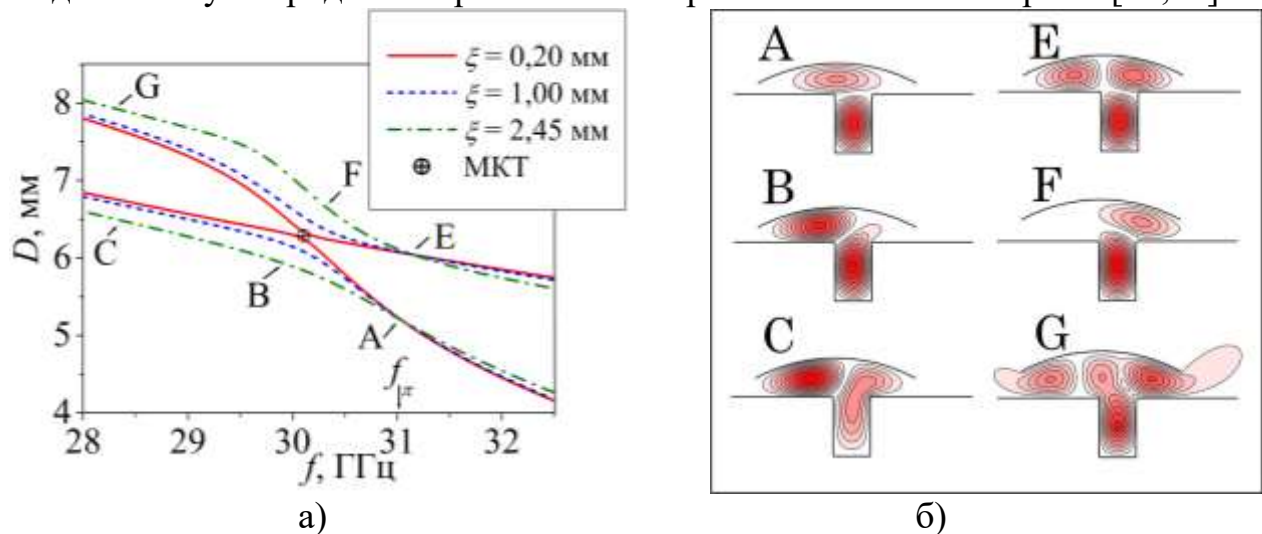 G
ξ = 0,20 мм
ξ = 1,00 мм
ξ = 2,45 мм
МКТ
F
E
C
B
A
f|π
8
7
6
5
4
D, мм
28 29 30 31 32
f, ГГц
а)
A
E
B
F
C
G
б)